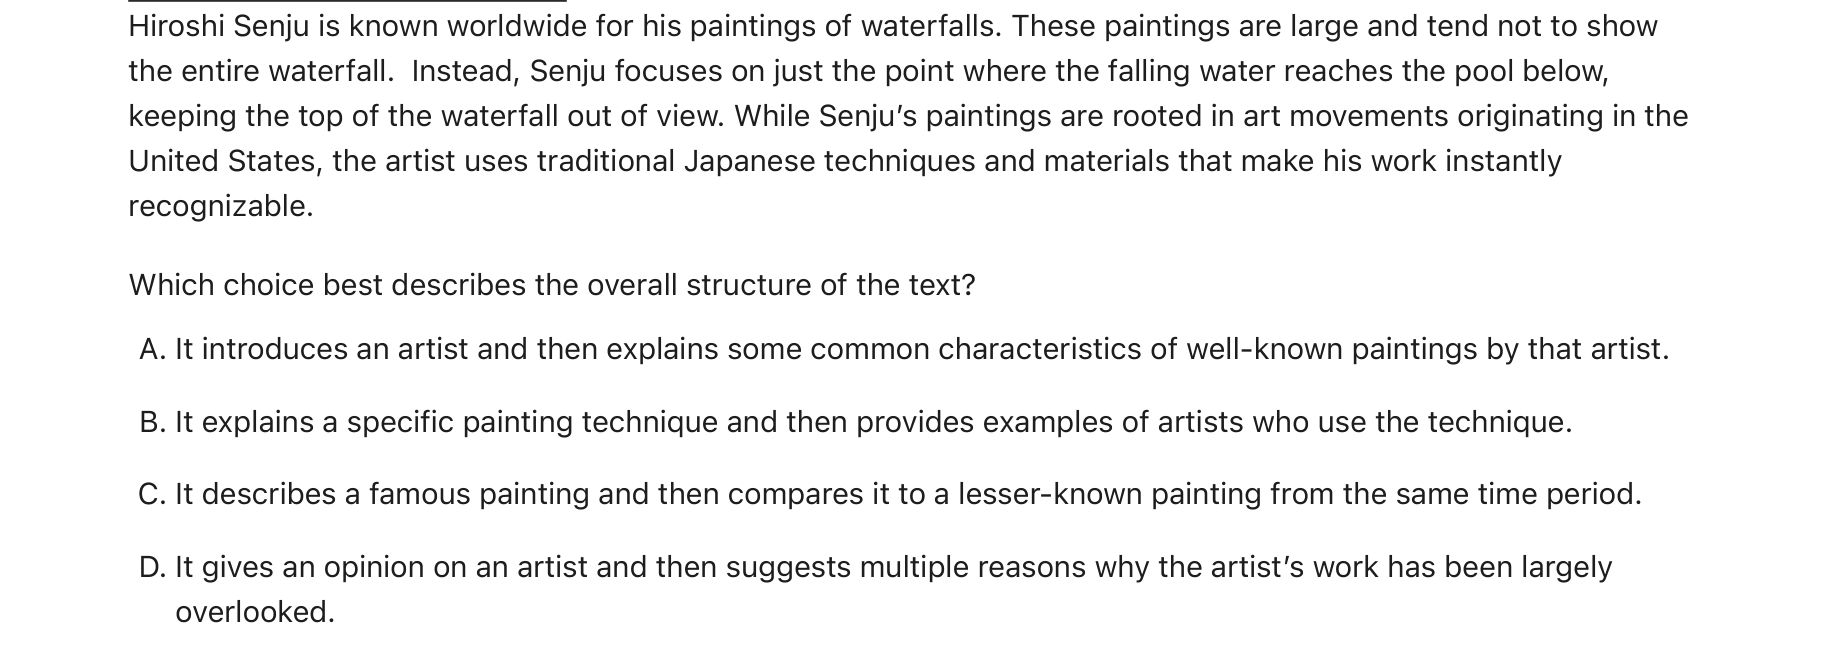 Hiroshi Senju is known worldwide for his paintings of waterfalls. These paintings are large and tend not to show
the entire waterfall.  Instead, Senju focuses on just the point where the falling water reaches the pool below,
keeping the top of the waterfall out of view. While Senju’s paintings are rooted in art movements originating in the
United States, the artist uses traditional Japanese techniques and materials that make his work instantly
recognizable.
Which choice best describes the overall structure of the text?
A. It introduces an artist and then explains some common characteristics of well-known paintings by that artist.
B. It explains a specific painting technique and then provides examples of artists who use the technique.
C. It describes a famous painting and then compares it to a lesser-known painting from the same time period.
D. It gives an opinion on an artist and then suggests multiple reasons why the artist’s work has been largely
overlooked.